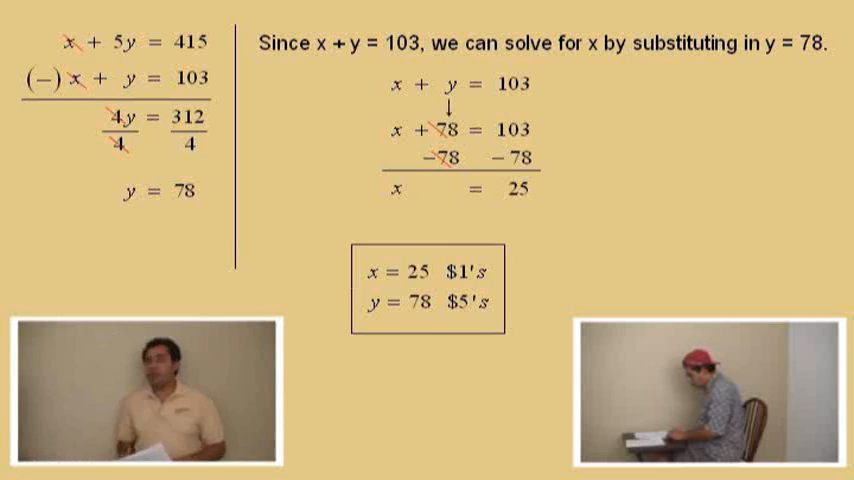 x + 5y = 415
(−) x + y = 103
4y = 312
4 4
y = 78
Since x + y = 103, we can solve for x by substituting in y = 78.
x + y = 103
↓
x + 78 = 103
−78 − 78
x = 25
x = 25 $1's
y = 78 $5's